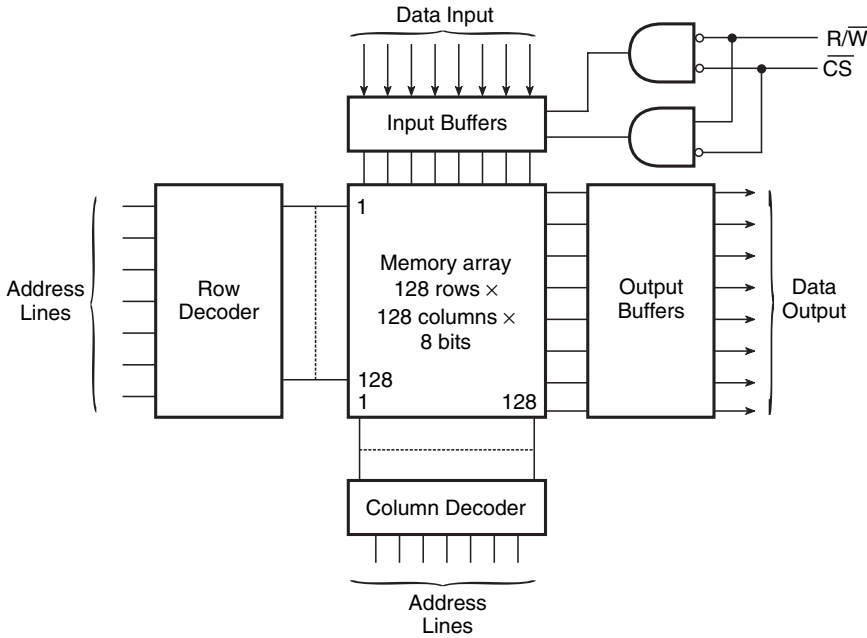 Data Input
R/W̅
C̅S̅
Input Buffers
1
Address
Lines
Row
Decoder
Memory array
128 rows ×
128 columns ×
8 bits
Output
Buffers
Data
Output
128
1
128
Column Decoder
Address
Lines